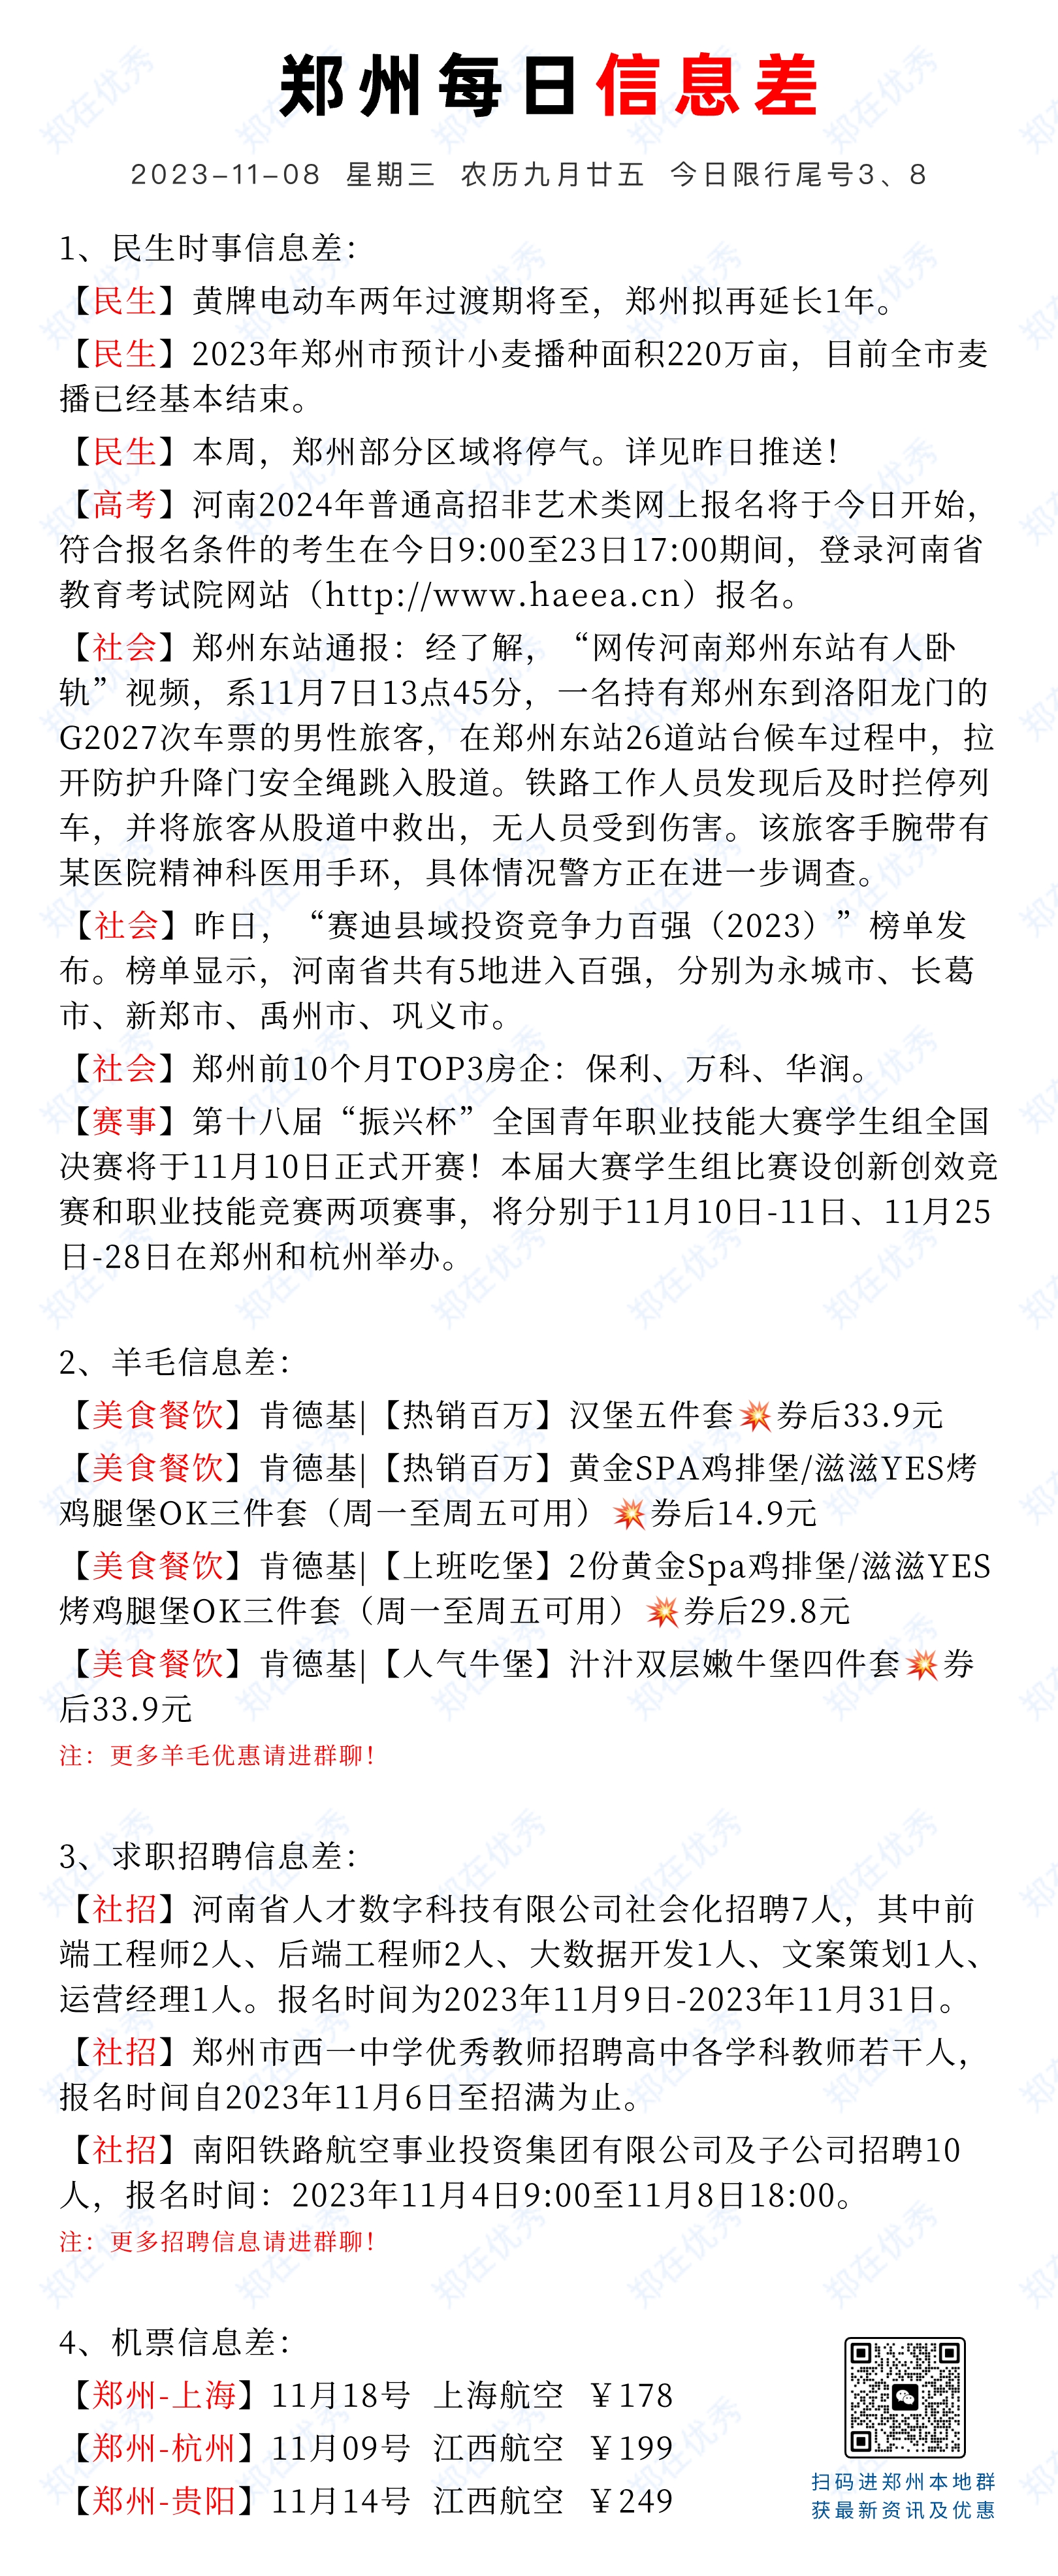 郑州每日信息差
2023-11-08 星期三 农历九月廿五 今日限行尾号3、8
1、民生时事信息差：
【民生】黄牌电动车两年过渡期将至，郑州拟再延长1年。
【民生】2023年郑州市预计小麦播种面积220万亩，目前全市麦
播已经基本结束。
【民生】本周，郑州部分区域将停气。详见昨日推送！
【高考】河南2024年普通高招非艺术类网上报名将于今日开始，
符合报名条件的考生在今日9:00至23日17:00期间，登录河南省
教育考试院网站（http://www.haeea.cn）报名。
【社会】郑州东站通报：经了解，“网传河南郑州东站有人卧
轨”视频，系11月7日13点45分，一名持有郑州东到洛阳龙门的
G2027次车票的男性旅客，在郑州东站26道站台候车过程中，拉
开防护升降门安全绳跳入股道。铁路工作人员发现后及时拦停列
车，并将旅客从股道中救出，无人员受到伤害。该旅客手腕带有
某医院精神科医用手环，具体情况警方正在进一步调查。
【社会】昨日，“赛迪县域投资竞争力百强（2023）”榜单发
布。榜单显示，河南省共有5地进入百强，分别为永城市、长葛
市、新郑市、禹州市、巩义市。
【社会】郑州前10个月TOP3房企：保利、万科、华润。
【赛事】第十八届“振兴杯”全国青年职业技能大赛学生组全国
决赛将于11月10日正式开赛！本届大赛学生组比赛设创新创效竞
赛和职业技能竞赛两项赛事，将分别于11月10日-11日、11月25
日-28日在郑州和杭州举办。
2、羊毛信息差：
【美食餐饮】肯德基|【热销百万】汉堡五件套💥券后33.9元
【美食餐饮】肯德基|【热销百万】黄金SPA鸡排堡/滋滋YES烤
鸡腿堡OK三件套（周一至周五可用）💥券后14.9元
【美食餐饮】肯德基|【上班吃堡】2份黄金Spa鸡排堡/滋滋YES
烤鸡腿堡OK三件套（周一至周五可用）💥券后29.8元
【美食餐饮】肯德基|【人气牛堡】汁汁双层嫩牛堡四件套💥券
后33.9元
注：更多羊毛优惠请进群聊！
3、求职招聘信息差：
【社招】河南省人才数字科技有限公司社会化招聘7人，其中前
端工程师2人、后端工程师2人、大数据开发1人、文案策划1人、
运营经理1人。报名时间为2023年11月9日-2023年11月31日。
【社招】郑州市西一中学优秀教师招聘高中各学科教师若干人，
报名时间自2023年11月6日至招满为止。
【社招】南阳铁路航空事业投资集团有限公司及子公司招聘10
人，报名时间：2023年11月4日9:00至11月8日18:00。
注：更多招聘信息请进群聊！
4、机票信息差：
【郑州-上海】11月18号 上海航空 ￥178
【郑州-杭州】11月09号 江西航空 ￥199
【郑州-贵阳】11月14号 江西航空 ￥249
扫码进郑州本地群
获最新资讯及优惠
郑在优秀